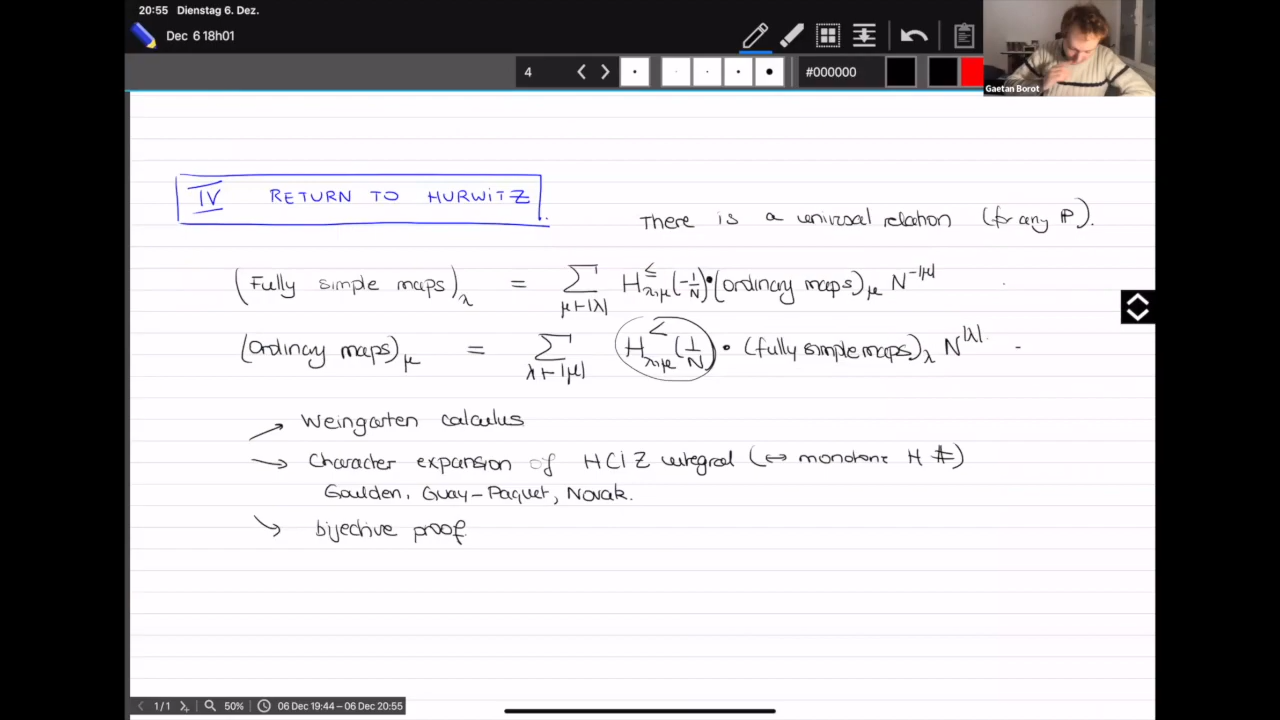 20:55 Dienstag 6. Dez.
Dec 6 18h01
4 #000000
Gaetan Borot
IV RETURN TO HURWITZ
There is a universal relation (for any ℙ).
(Fully simple maps)_λ = Σ_{μ⊢|λ|} H^≤_{λ,μ}(-1/N)•(ordinary maps)_μ N^{-|μ|}
(Ordinary maps)_μ = Σ_{λ⊢|μ|} H^<_{λ,μ}(1/N) • (fully simple maps)_λ N^{|λ|}
→ Weingarten calculus
→ Character expansion of HCIZ integral (↔ monotone H #)
Goulden, Guay-Paquet, Novak.
↘ bijective proof.
1/1 50% 06 Dec 19:44 – 06 Dec 20:55